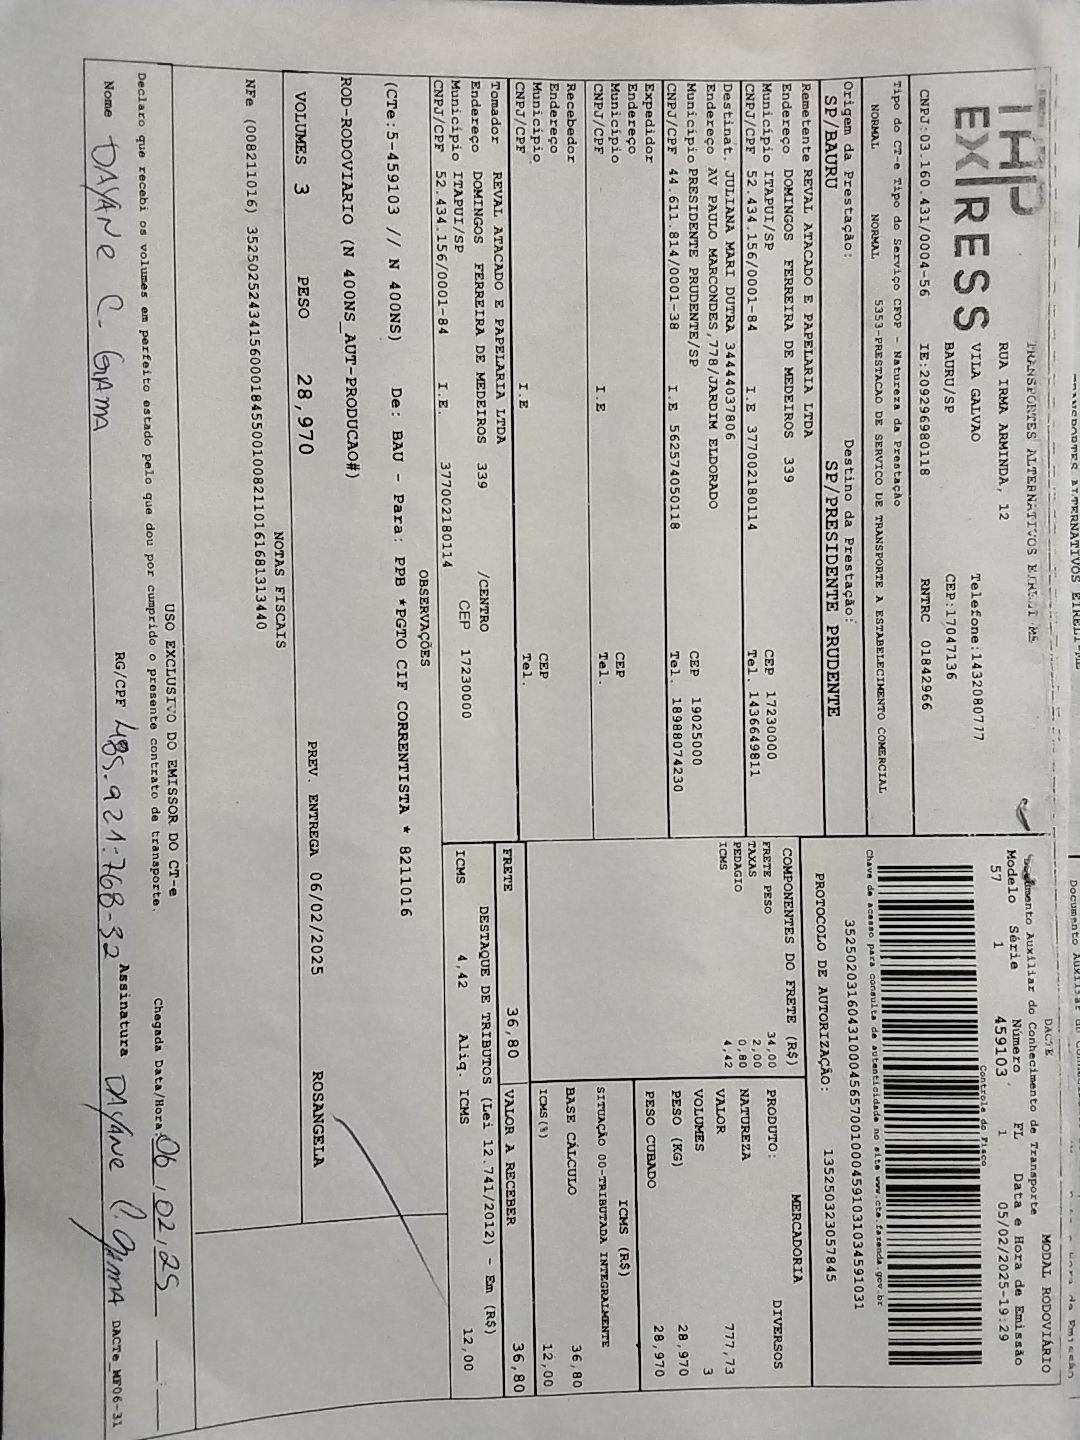 TRANSPORTES ALTERNATIVOS EIRELI-ME
IHP
EXPRESS
TRANSPORTES ALTERNATIVOS EIRELI ME
RUA IRMA ARMINDA, 12 Telefone:1432080777
VILA GALVAO CEP:17047136
BAURU/SP
CNPJ:03.160.431/0004-56 IE:209296980118 RNTRC 01842966
Tipo do CT-e Tipo do Serviço CFOP - Natureza da Prestação
NORMAL NORMAL 5353-PRESTACAO DE SERVICO DE TRANSPORTE A ESTABELECIMENTO COMERCIAL
Origem da Prestação: Destino da Prestação:
SP/BAURU SP/PRESIDENTE PRUDENTE
Remetente REVAL ATACADO E PAPELARIA LTDA
Endereço DOMINGOS FERREIRA DE MEDEIROS 339
Município ITAPUI/SP CEP 17230000
CNPJ/CPF 52.434.156/0001-84 I.E 377002180114 Tel. 1436649811
Destinat. JULIANA MARI DUTRA 34444037806
Endereço AV PAULO MARCONDES,778/JARDIM ELDORADO
Município PRESIDENTE PRUDENTE/SP CEP 19025000
CNPJ/CPF 44.611.814/0001-38 I.E 562574050118 Tel. 18988074230
Expedidor
Endereço
Município CEP
CNPJ/CPF I.E Tel.
Recebedor
Endereço
Município CEP
CNPJ/CPF I.E Tel.
Tomador REVAL ATACADO E PAPELARIA LTDA
Endereço DOMINGOS FERREIRA DE MEDEIROS 339 /CENTRO
Município ITAPUI/SP CEP 17230000
CNPJ/CPF 52.434.156/0001-84 I.E. 377002180114
DACTE MODAL RODOVIÁRIO
Documento Auxiliar do Conhecimento de Transporte
Modelo Série Número FL Data e Hora de Emissão
57 1 459103 1 05/02/2025-19:29
Controle do Fisco
Chave de acesso para consulta de autenticidade no site www.cte.fazenda.gov.br
35250203160431000456570010004591031034591031
PROTOCOLO DE AUTORIZAÇÃO: 135250323057845
COMPONENTES DO FRETE (R$)
FRETE PESO 34,00
TAXAS 2,00
PEDAGIO 0,80
ICMS 4,42
MERCADORIA
PRODUTO: DIVERSOS
NATUREZA
VALOR 777,73
VOLUMES 3
PESO (KG) 28,970
PESO CUBADO 28,970
ICMS (R$)
SITUAÇÃO 00-TRIBUTADA INTEGRALMENTE
BASE CÁLCULO 36,80
ICMS(%) 12,00
FRETE 36,80 VALOR A RECEBER 36,80
DESTAQUE DE TRIBUTOS (Lei 12.741/2012) - Em (R$)
ICMS 4,42 Aliq. ICMS 12,00
OBSERVAÇÕES
(CTe:5-459103 // N 400NS) De: BAU - Para: PPB *PGTO CIF CORRENTISTA * 8211016
ROD-RODOVIARIO (N 400NS_AUT-PRODUCAO#)
VOLUMES 3 PESO 28,970 PREV. ENTREGA 06/02/2025 ROSANGELA
NOTAS FISCAIS
NFe (008211016) 35250252434156000184550010082110161681313440
USO EXCLUSIVO DO EMISSOR DO CT-e
Declaro que recebi os volumes em perfeito estado pelo que dou por cumprido o presente contrato de transporte. Chegada Data/Hora 06,02,25 :
Nome DAYANE C. GAMA RG/CPF 485.921.768-32 Assinatura DAYANE C. GAMA DACTe_MF06-31